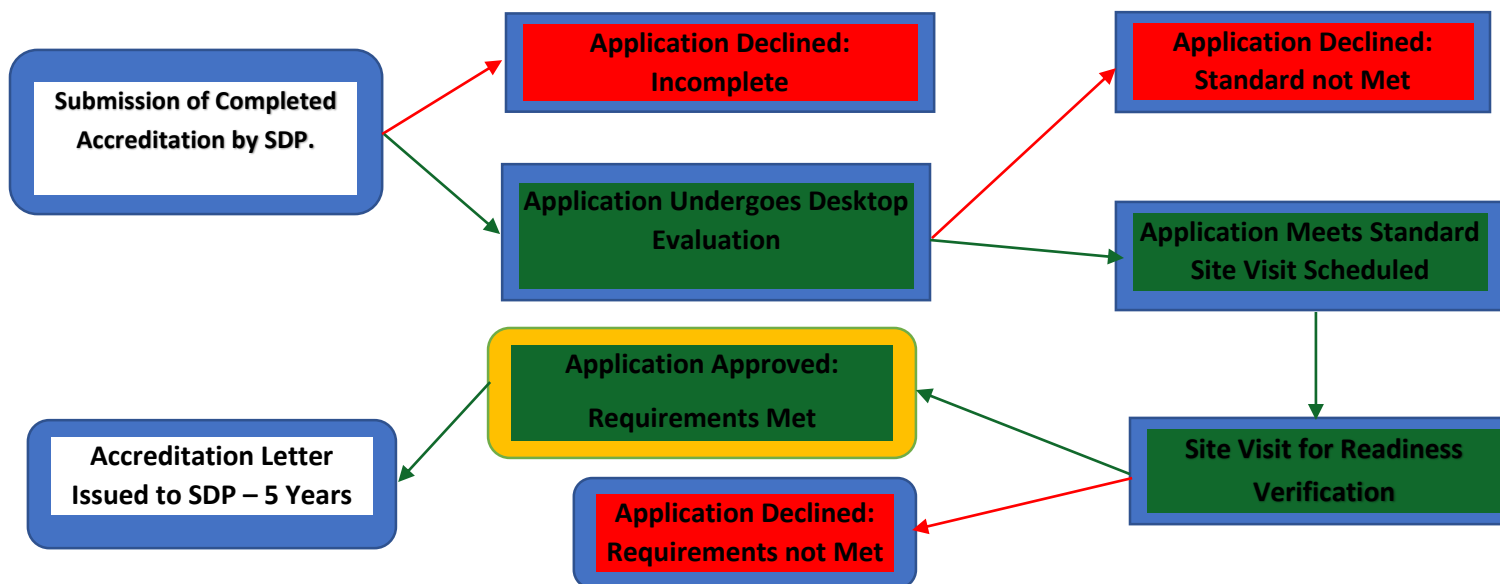 Submission of Completed
Accreditation by SDP.
Application Declined:
Incomplete
Application Undergoes Desktop
Evaluation
Application Declined:
Standard not Met
Application Meets Standard
Site Visit Scheduled
Site Visit for Readiness
Verification
Application Approved:
Requirements Met
Application Declined:
Requirements not Met
Accreditation Letter
Issued to SDP – 5 Years